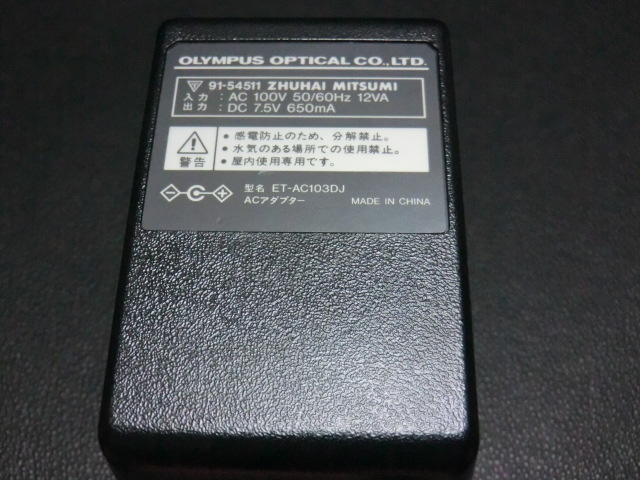 OLYMPUS OPTICAL CO.,LTD.
91-54511 ZHUHAI MITSUMI
入力 : AC 100V 50/60Hz 12VA
出力 : DC 7.5V 650mA
警告
• 感電防止のため、分解禁止。
• 水気のある場所での使用禁止。
• 屋内使用専用です。
型名 ET-AC103DJ
ACアダプター MADE IN CHINA